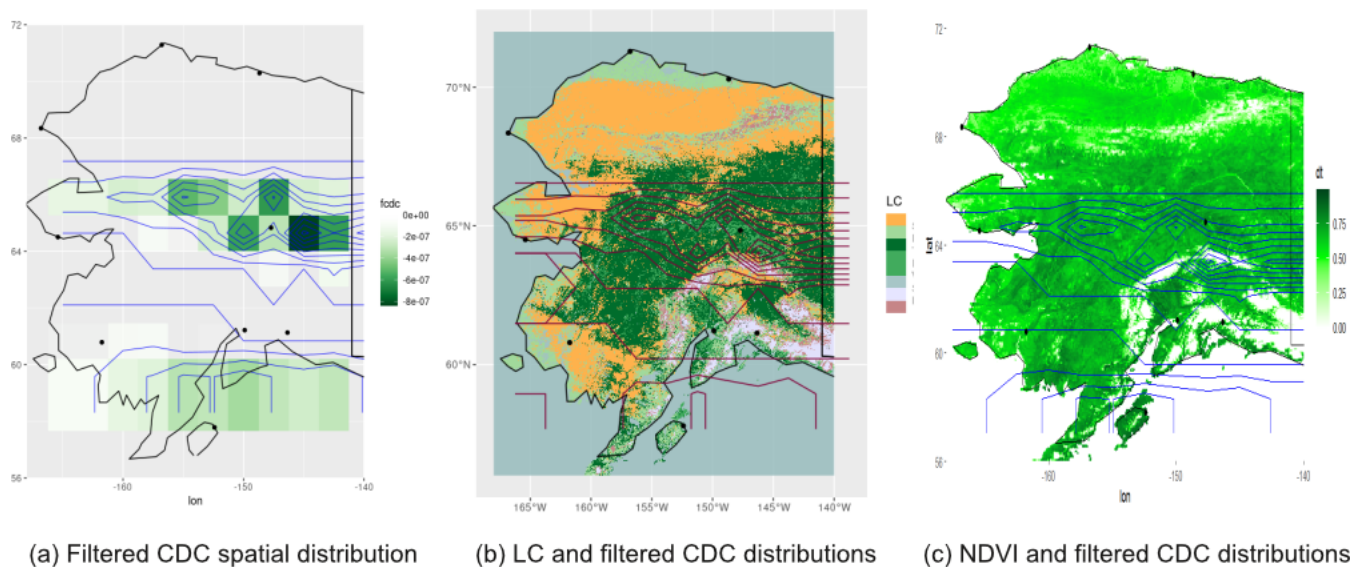 72
68
64
60
56
-160
-150
-140
lon
fcdc
0e+00
-2e-07
-4e-07
-6e-07
-8e-07
(a) Filtered CDC spatial distribution
70°N
65°N
60°N
165°W
160°W
155°W
150°W
145°W
140°W
LC
(b) LC and filtered CDC distributions
72
68
64
60
56
lat
-160
-150
-140
lon
dt
0.75
0.50
0.25
0.00
(c) NDVI and filtered CDC distributions